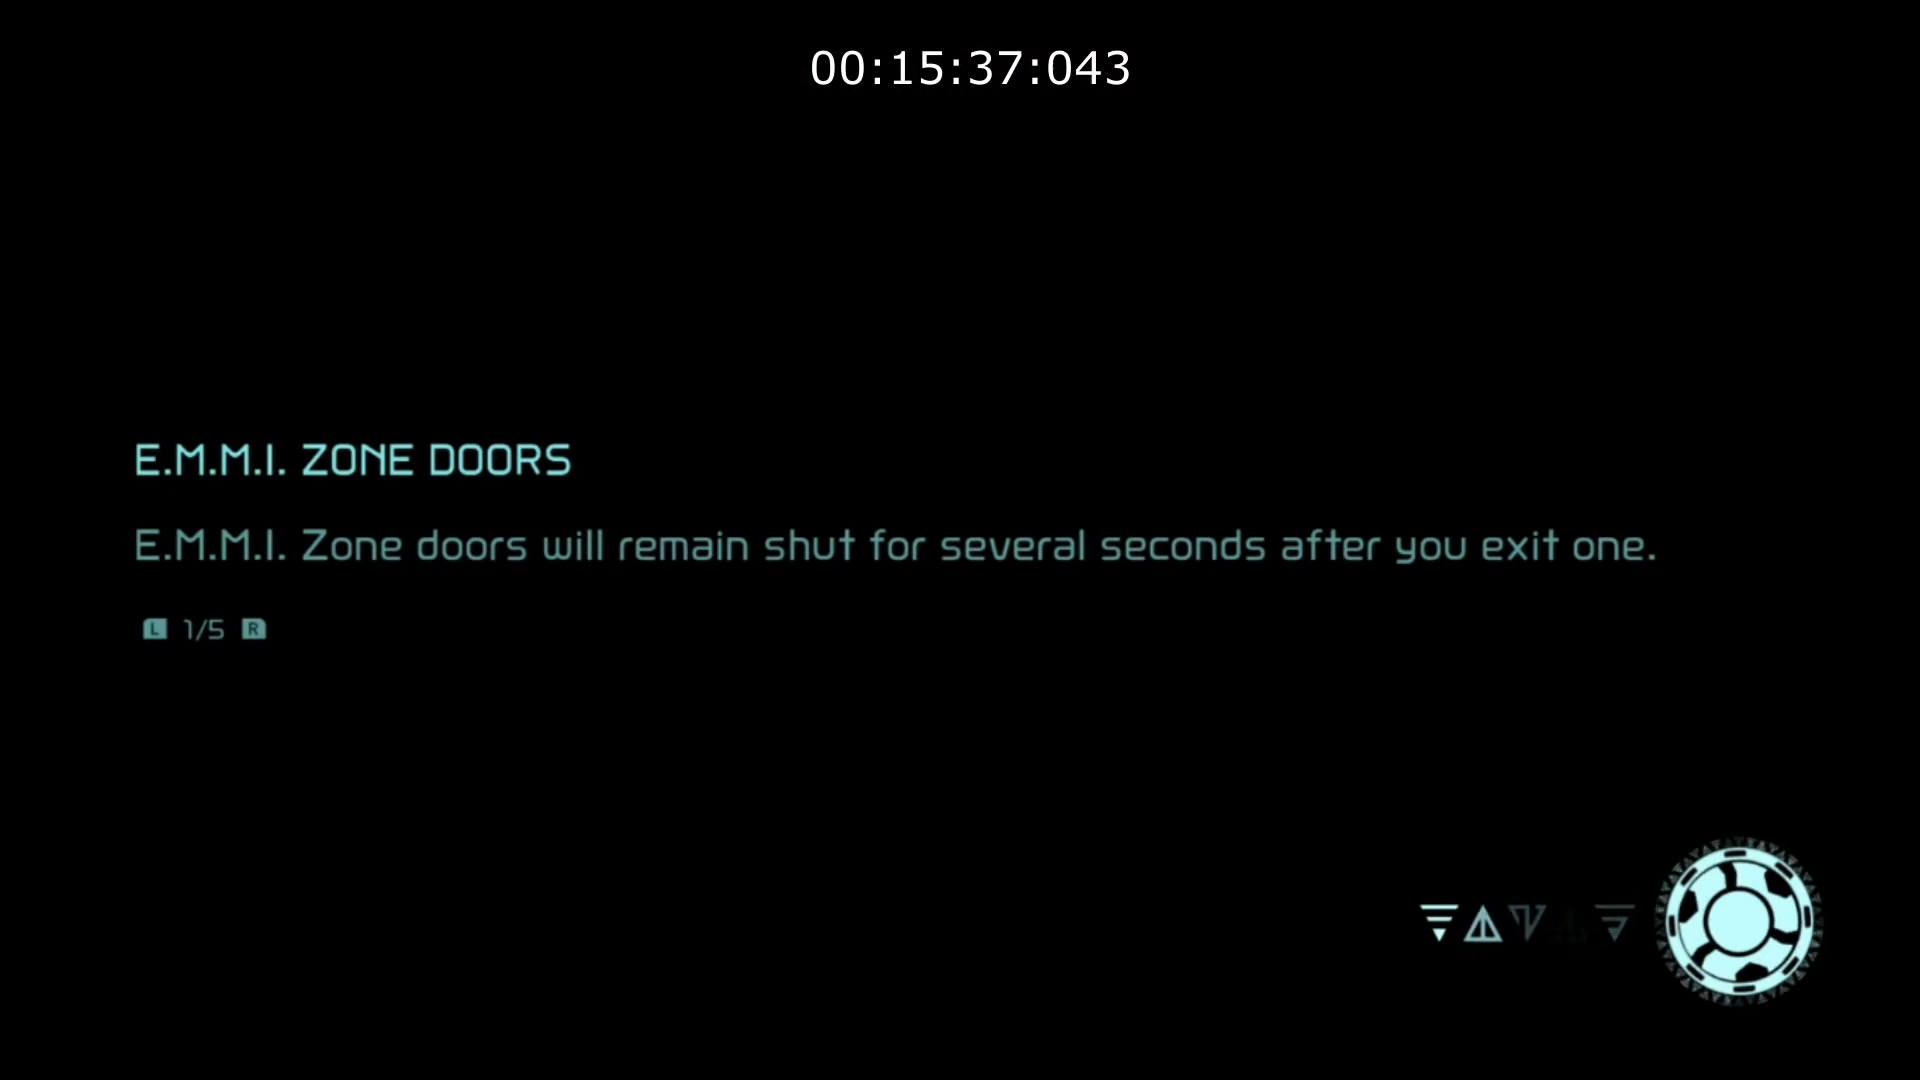 00:15:37:043
E.M.M.I. ZONE DOORS
E.M.M.I. Zone doors will remain shut for several seconds after you exit one.
L 1/5 R